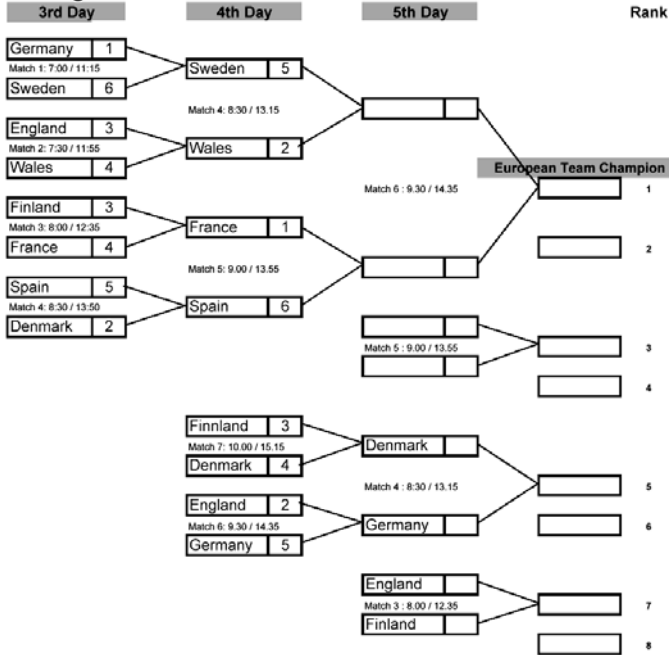 3rd Day 4th Day 5th Day Rank
Germany 1
Match 1: 7:00 / 11:15
Sweden 6
England 3
Match 2: 7:30 / 11:55
Wales 4
Finland 3
Match 3: 8:00 / 12:35
France 4
Spain 5
Match 4: 8:30 / 13:50
Denmark 2
Sweden 5
Match 4: 8:30 / 13.15
Wales 2
France 1
Match 5: 9.00 / 13.55
Spain 6
Finnland 3
Match 7: 10.00 / 15.15
Denmark 4
England 2
Match 6: 9.30 / 14.35
Germany 5
Match 6 : 9.30 / 14.35
Match 5 : 9.00 / 13.55
Denmark
Match 4 : 8:30 / 13.15
Germany
England
Match 3 : 8.00 / 12.35
Finland
European Team Champion
1
2
3
4
5
6
7
8